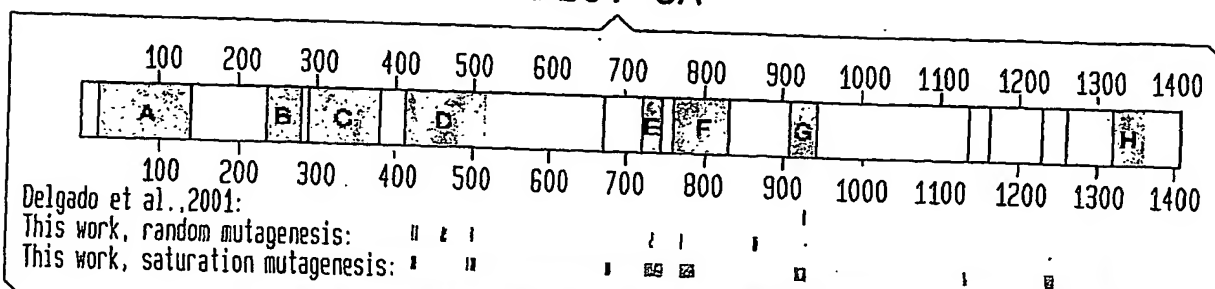 100 200 300 400 500 600 700 800 900 1000 1100 1200 1300 1400
A B C D E F G H
100 200 300 400 500 600 700 800 900 1000 1100 1200 1300 1400
Delgado et al.,2001:
This work, random mutagenesis:
This work, saturation mutagenesis: